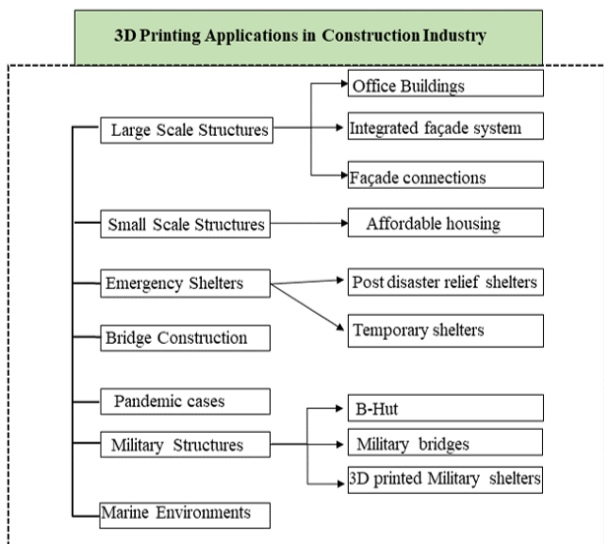 3D Printing Applications in Construction Industry
Large Scale Structures
Office Buildings
Integrated façade system
Façade connections
Small Scale Structures
Affordable housing
Emergency Shelters
Post disaster relief shelters
Temporary shelters
Bridge Construction
Pandemic cases
Military Structures
B-Hut
Military bridges
3D printed Military shelters
Marine Environments